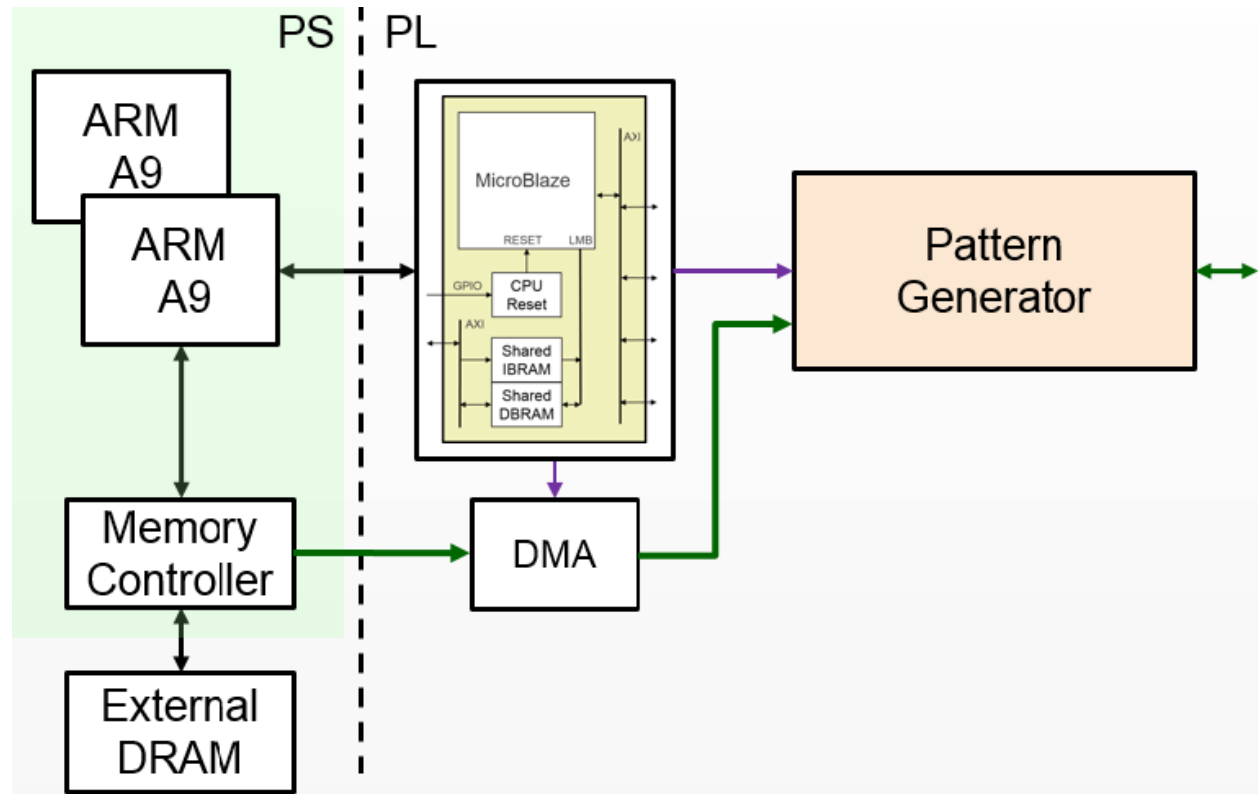 PS
PL
ARM
A9
ARM
A9
MicroBlaze
AXI
RESET
LMB
GPIO
CPU
Reset
AXI
Shared
IBRAM
Shared
DBRAM
Pattern
Generator
Memory
Controller
DMA
External
DRAM